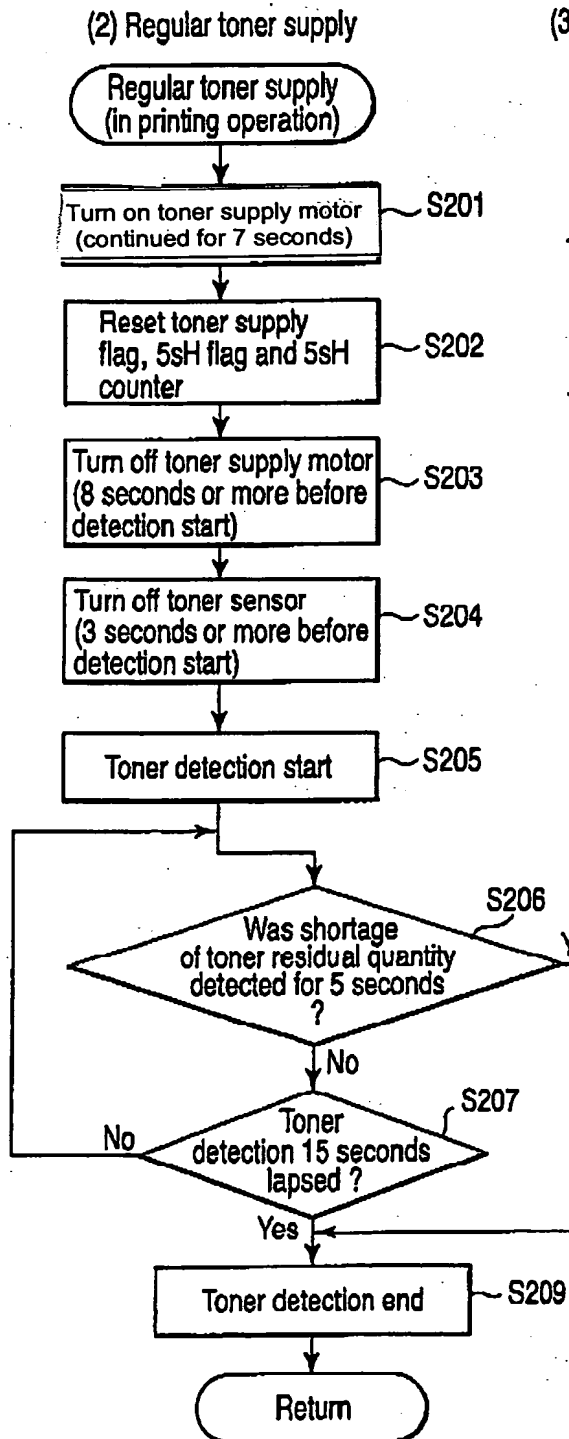 (2) Regular toner supply
(3
Regular toner supply
(in printing operation)
Turn on toner supply motor
(continued for 7 seconds)
S201
Reset toner supply
flag, 5sH flag and 5sH
counter
S202
Turn off toner supply motor
(8 seconds or more before
detection start)
S203
Turn off toner sensor
(3 seconds or more before
detection start)
S204
Toner detection start
S205
S206
Was shortage
of toner residual quantity
detected for 5 seconds
?
Y
No
S207
Toner
detection 15 seconds
lapsed ?
No
Yes
Toner detection end
S209
Return